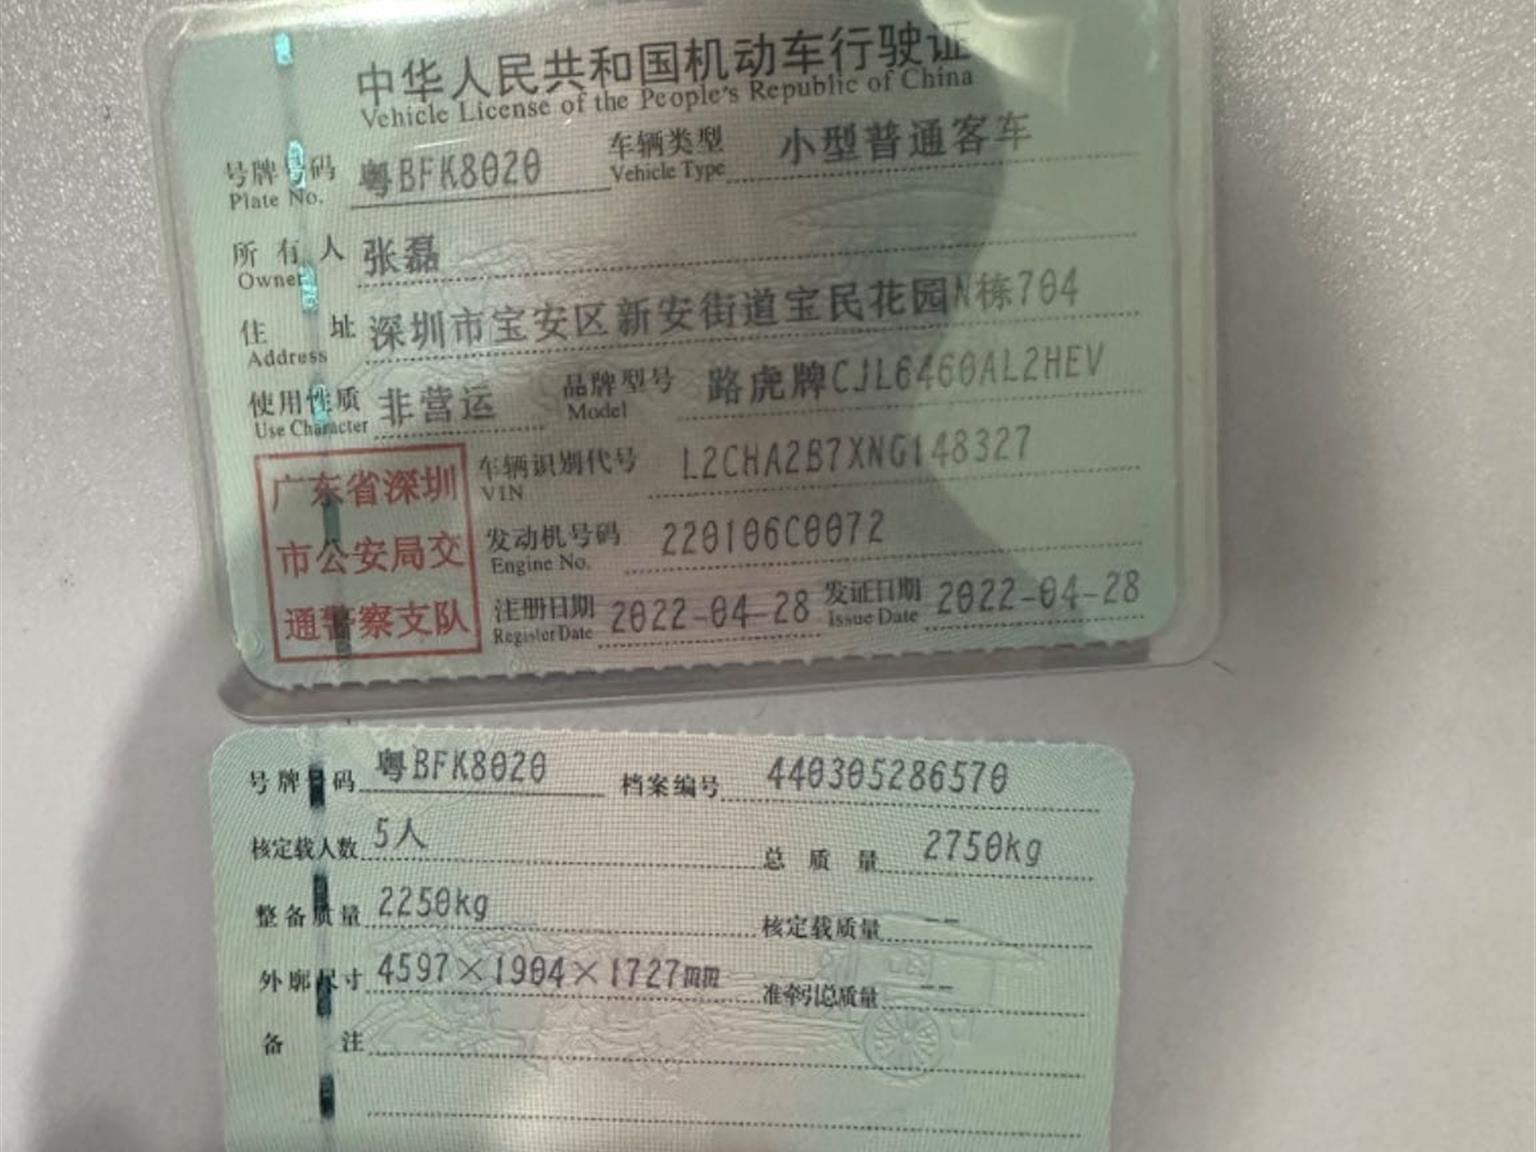 中华人民共和国机动车行驶证
Vehicle License of the People's Republic of China
号牌号码 粤BFK8020 车辆类型 小型普通客车
Plate No. Vehicle Type
所有人 张磊
Owner
住址 深圳市宝安区新安街道宝民花园N栋704
Address
使用性质 非营运 品牌型号 路虎牌CJL6460AL2HEV
Use Character Model
广东省深圳
市公安局交
通警察支队
车辆识别代号 L2CHA2B7XNG148327
VIN
发动机号码 220106C0072
Engine No.
注册日期 2022-04-28 发证日期 2022-04-28
Register Date Issue Date
号牌号码 粤BFK8020 档案编号 440305286570
核定载人数 5人 总质量 2750kg
整备质量 2250kg 核定载质量 --
外廓尺寸 4597×1904×1727mm 准牵引总质量 --
备注